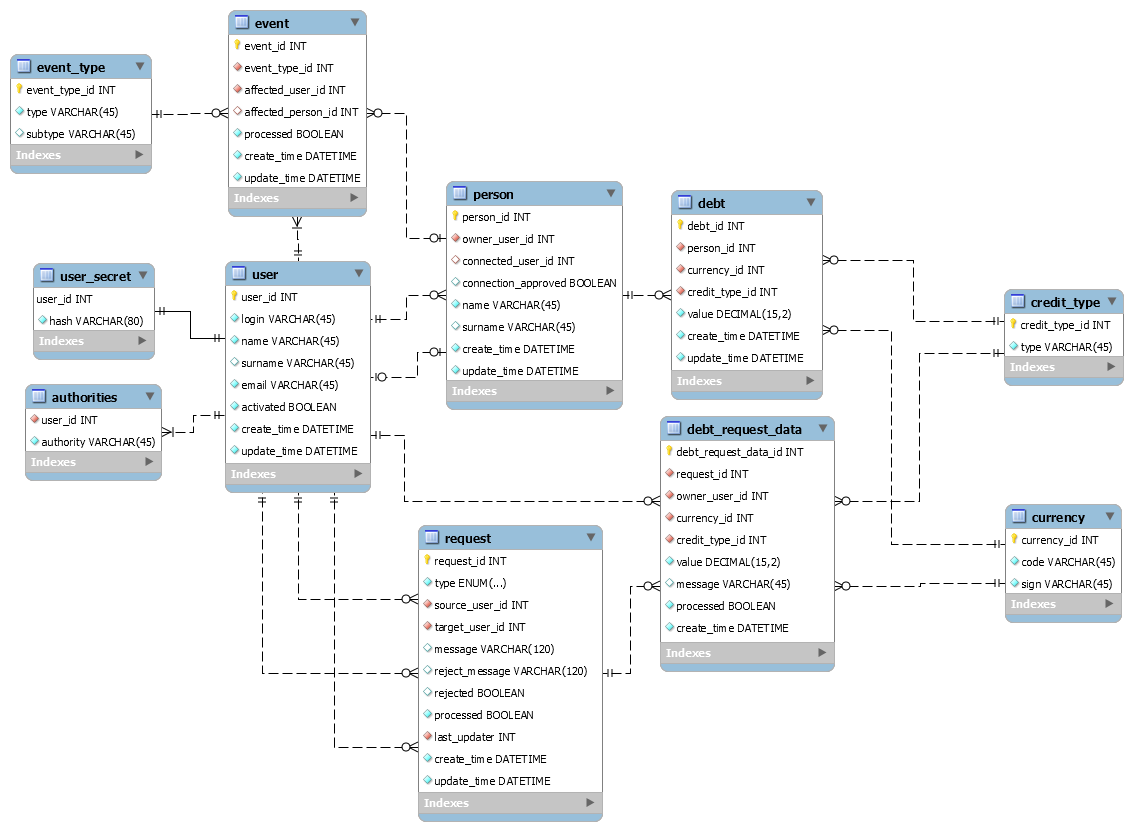 event
event_id INT
event_type_id INT
affected_user_id INT
affected_person_id INT
processed BOOLEAN
create_time DATETIME
update_time DATETIME
Indexes
event_type
event_type_id INT
type VARCHAR(45)
subtype VARCHAR(45)
Indexes
person
person_id INT
owner_user_id INT
connected_user_id INT
connection_approved BOOLEAN
name VARCHAR(45)
surname VARCHAR(45)
create_time DATETIME
update_time DATETIME
Indexes
debt
debt_id INT
person_id INT
currency_id INT
credit_type_id INT
value DECIMAL(15,2)
create_time DATETIME
update_time DATETIME
Indexes
user_secret
user_id INT
hash VARCHAR(80)
Indexes
user
user_id INT
login VARCHAR(45)
name VARCHAR(45)
surname VARCHAR(45)
email VARCHAR(45)
activated BOOLEAN
create_time DATETIME
update_time DATETIME
Indexes
credit_type
credit_type_id INT
type VARCHAR(45)
Indexes
authorities
user_id INT
authority VARCHAR(45)
Indexes
debt_request_data
debt_request_data_id INT
request_id INT
owner_user_id INT
currency_id INT
credit_type_id INT
value DECIMAL(15,2)
message VARCHAR(45)
processed BOOLEAN
create_time DATETIME
Indexes
currency
currency_id INT
code VARCHAR(45)
sign VARCHAR(45)
Indexes
request
request_id INT
type ENUM(...)
source_user_id INT
target_user_id INT
message VARCHAR(120)
reject_message VARCHAR(120)
rejected BOOLEAN
processed BOOLEAN
last_updater INT
create_time DATETIME
update_time DATETIME
Indexes